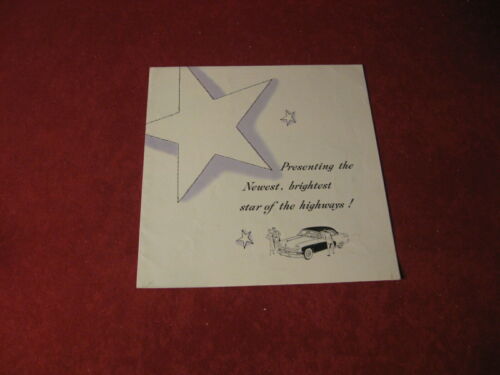 Presenting the
Newest, brightest
star of the highways!